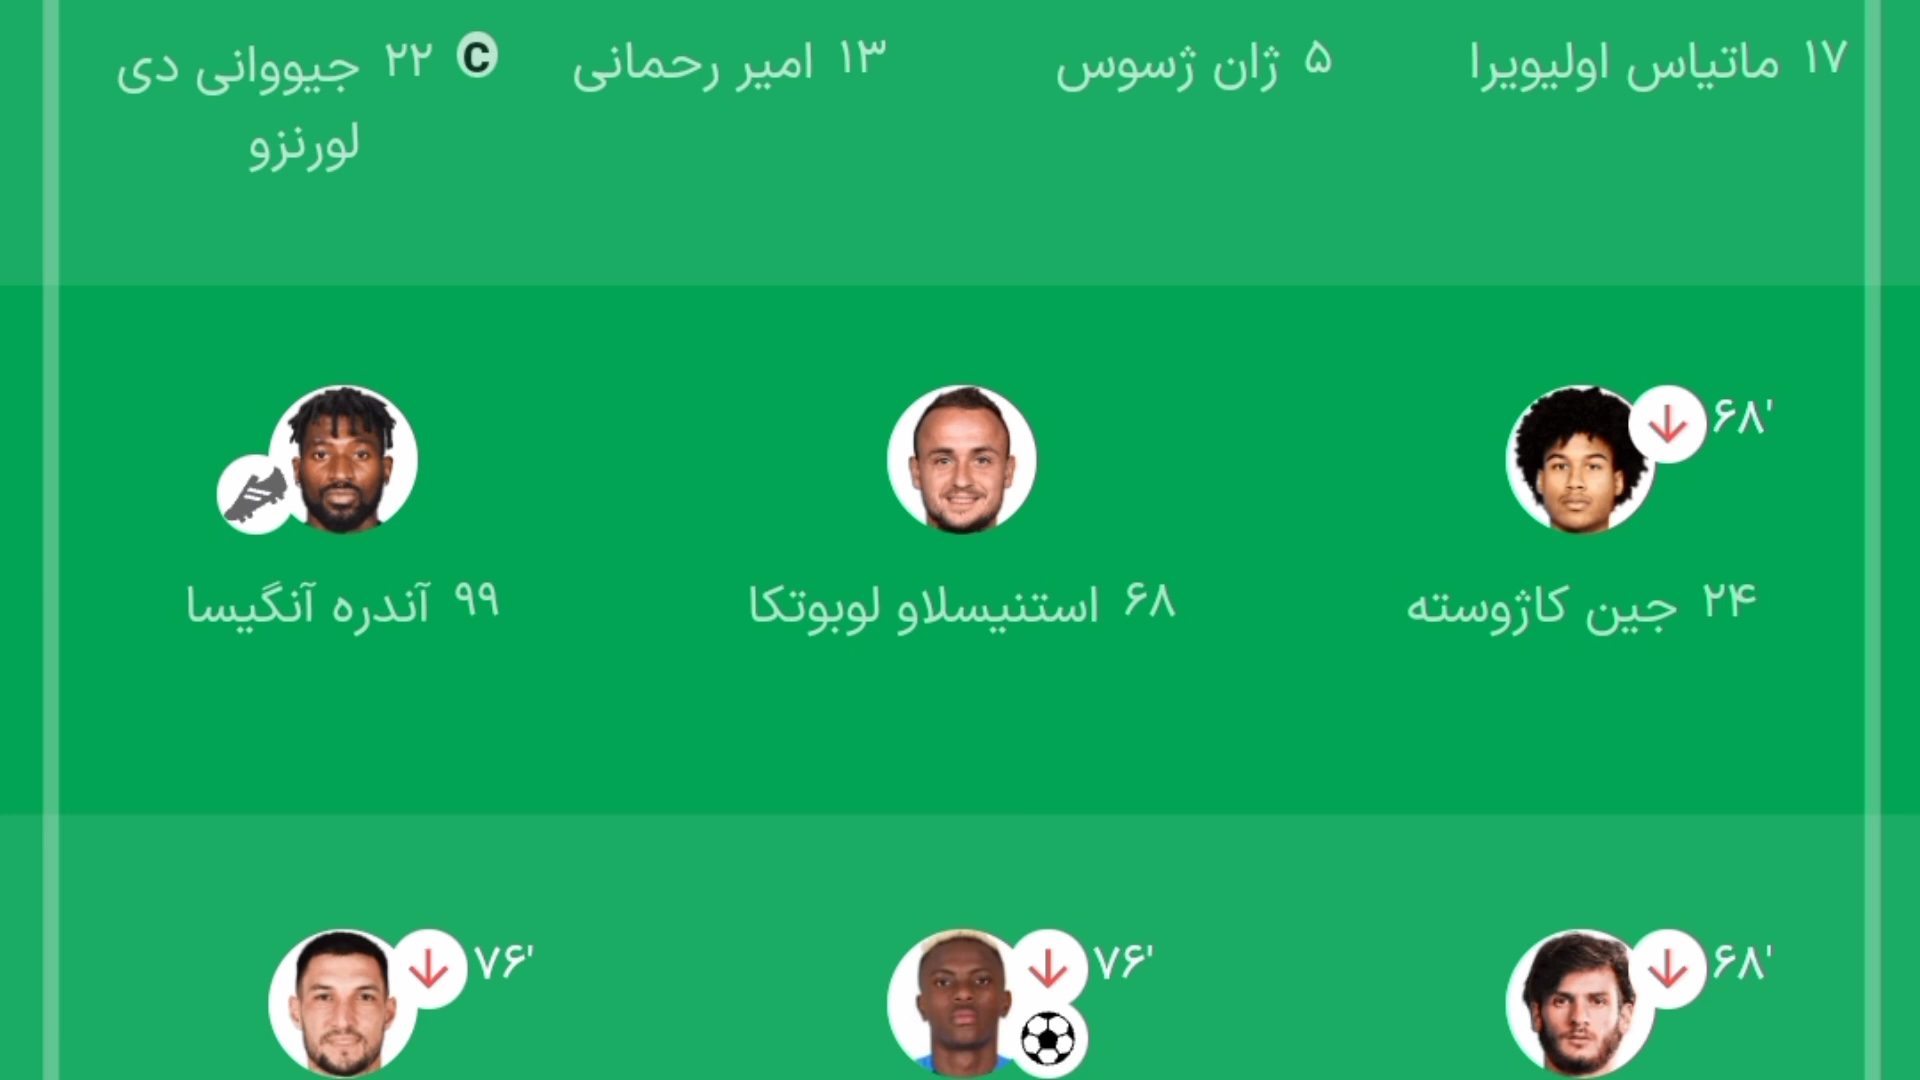 ۱۷ ماتیاس اولیویرا
۵ ژان ژسوس
۱۳ امیر رحمانی
C ۲۲ جیووانی دی
لورنزو
۶۸'
۲۴ جین کاژوسته
۶۸ استنیسلاو لوبوتکا
۹۹ آندره آنگیسا
۶۸'
۷۶'
۷۶'